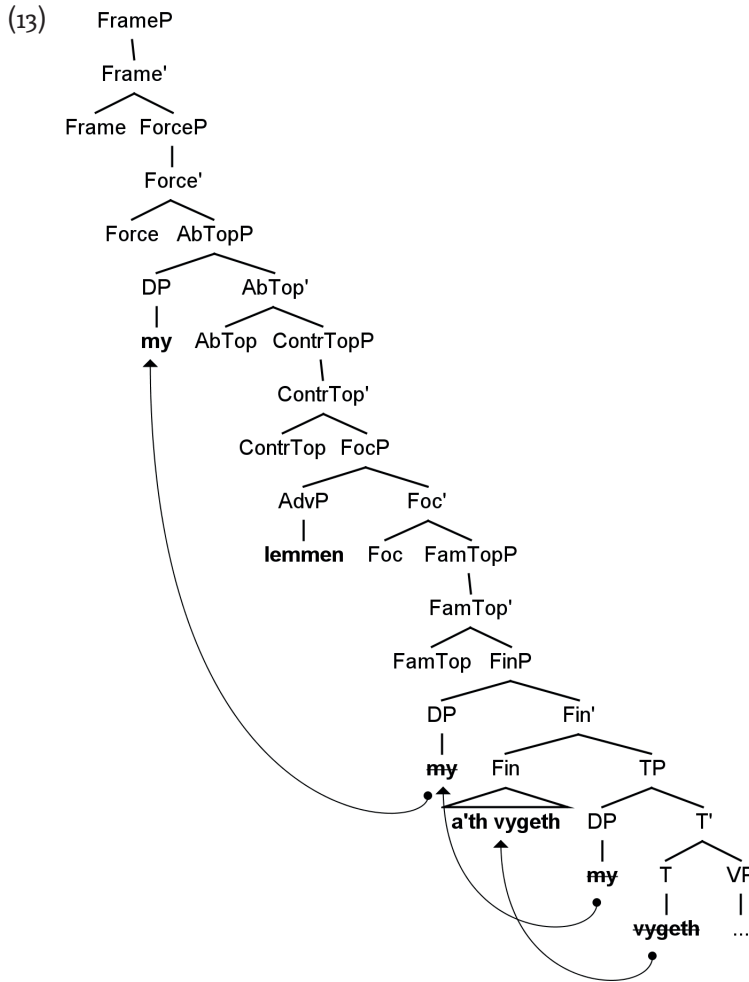 (13) FrameP
Frame'
Frame ForceP
Force'
Force AbTopP
DP AbTop'
my AbTop ContrTopP
ContrTop'
ContrTop FocP
AdvP Foc'
lemmen Foc FamTopP
FamTop'
FamTop FinP
DP Fin'
my Fin TP
a'th vygeth DP T'
my T VP
vygeth ...